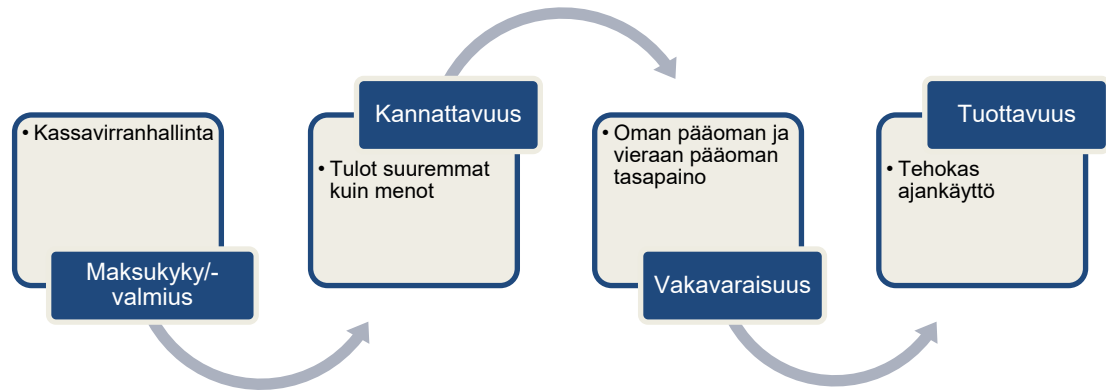 • Kassavirranhallinta
Maksukyky/-
valmius
Kannattavuus
• Tulot suuremmat
kuin menot
• Oman pääoman ja
vieraan pääoman
tasapaino
Vakavaraisuus
Tuottavuus
• Tehokas
ajankäyttö